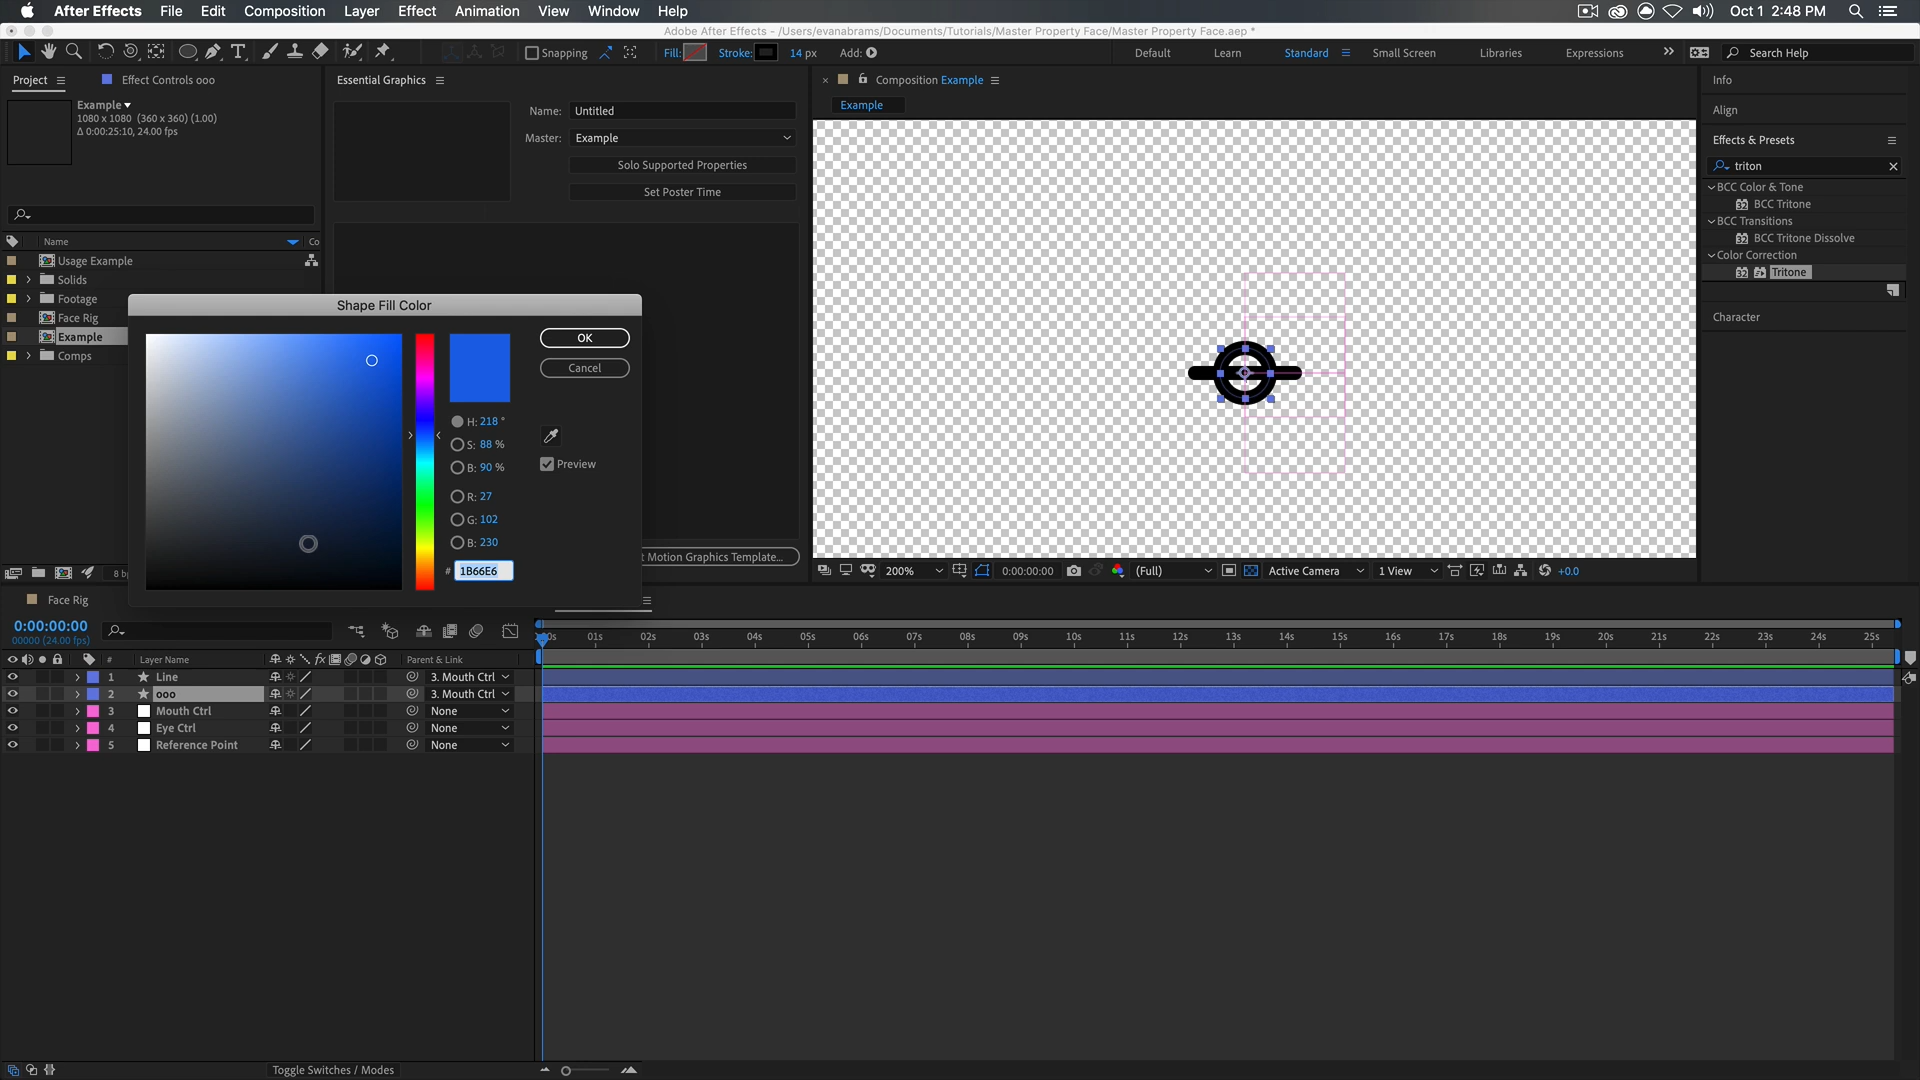 After Effects File Edit Composition Layer Effect Animation View Window Help Oct 1 2:48 PM
Adobe After Effects - /Users/evanabrams/Documents/Tutorials/Master Property Face/Master Property Face.aep *
Snapping Fill: Stroke: 14 px Add: Default Learn Standard Small Screen Libraries Expressions Search Help
Project Effect Controls ooo Essential Graphics Composition Example Info
Example
1080 x 1080 (360 x 360) (1.00)
Δ 0:00:25:10, 24.00 fps
Name: Untitled
Master: Example
Solo Supported Properties
Set Poster Time
Example
Align
Effects & Presets
triton
BCC Color & Tone
32 BCC Tritone
BCC Transitions
32 BCC Tritone Dissolve
Color Correction
32 Tritone
Character
Name Co
Usage Example
Solids
Footage
Face Rig
Example
Comps
Shape Fill Color
OK
Cancel
H: 218 °
S: 88 %
B: 90 %
R: 27
G: 102
B: 230
# 1B66E6
Preview
8 b
t Motion Graphics Template...
200% 0:00:00:00 (Full) Active Camera 1 View +0.0
Face Rig
0:00:00:00
00000 (24.00 fps)
00s 01s 02s 03s 04s 05s 06s 07s 08s 09s 10s 11s 12s 13s 14s 15s 16s 17s 18s 19s 20s 21s 22s 23s 24s 25s
# Layer Name fx Parent & Link
1 Line 3. Mouth Ctrl
2 ooo 3. Mouth Ctrl
3 Mouth Ctrl None
4 Eye Ctrl None
5 Reference Point None
Toggle Switches / Modes